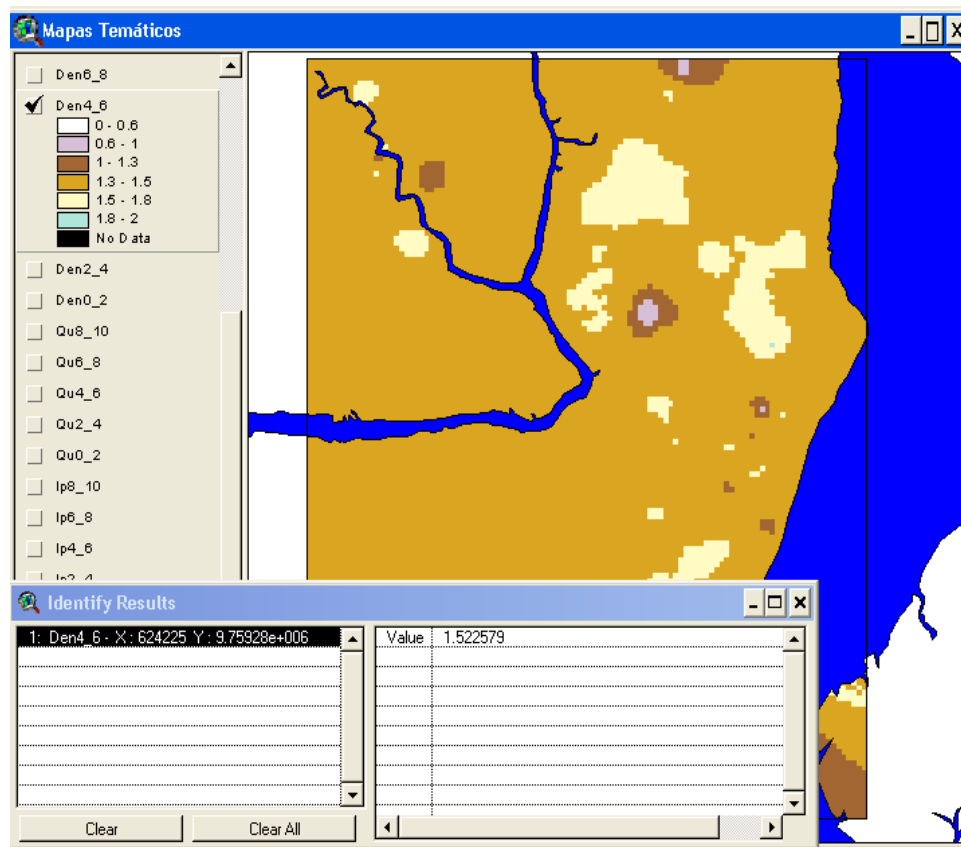 Mapas Temáticos
Den6_8
Den4_6
0 - 0.6
0.6 - 1
1 - 1.3
1.3 - 1.5
1.5 - 1.8
1.8 - 2
No Data
Den2_4
Den0_2
Qu8_10
Qu6_8
Qu4_6
Qu2_4
Qu0_2
Ip8_10
Ip6_8
Ip4_6
Ip2_4
Identify Results
1: Den4_6 - X : 624225 Y : 9.75928e+006
Value 1.522579
Clear
Clear All